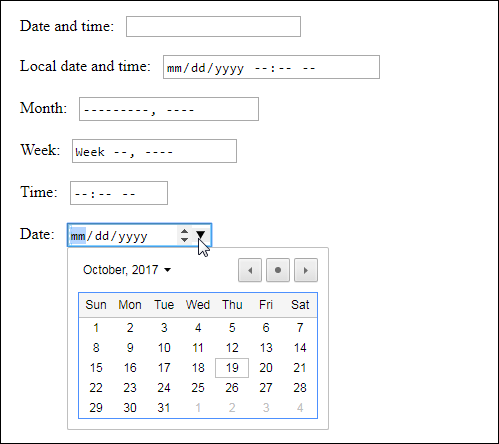 Date and time:
Local date and time: mm/dd/yyyy --:-- --
Month: ---------, ----
Week: Week --, ----
Time: --:-- --
Date: mm/dd/yyyy
October, 2017
Sun Mon Tue Wed Thu Fri Sat
1 2 3 4 5 6 7
8 9 10 11 12 13 14
15 16 17 18 19 20 21
22 23 24 25 26 27 28
29 30 31 1 2 3 4